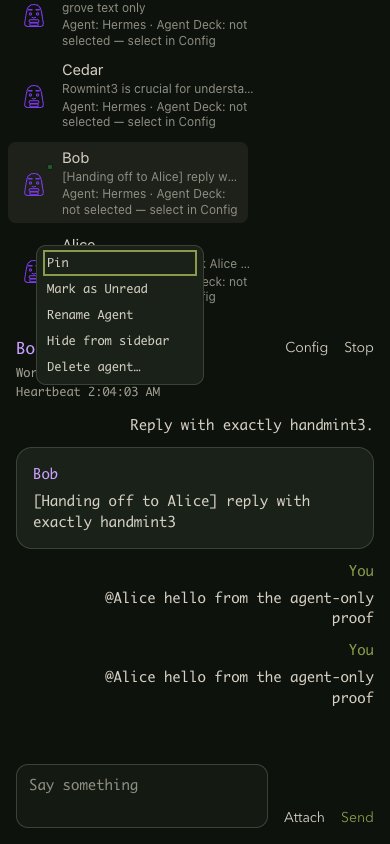 grove text only
Agent: Hermes · Agent Deck: not
selected — select in Config
Cedar
Rowmint3 is crucial for understa...
Agent: Hermes · Agent Deck: not
selected — select in Config
Bob
[Handing off to Alice] reply w...
Agent: Hermes · Agent Deck:
not selected — select in Config
Alice
Alice ...
Pin
Mark as Unread
Rename Agent
Hide from sidebar
Delete agent…
Config
Stop
Heartbeat 2:04:03 AM
Reply with exactly handmint3.
Bob
[Handing off to Alice] reply with
exactly handmint3
You
@Alice hello from the agent-only
proof
You
@Alice hello from the agent-only
proof
Say something
Attach
Send